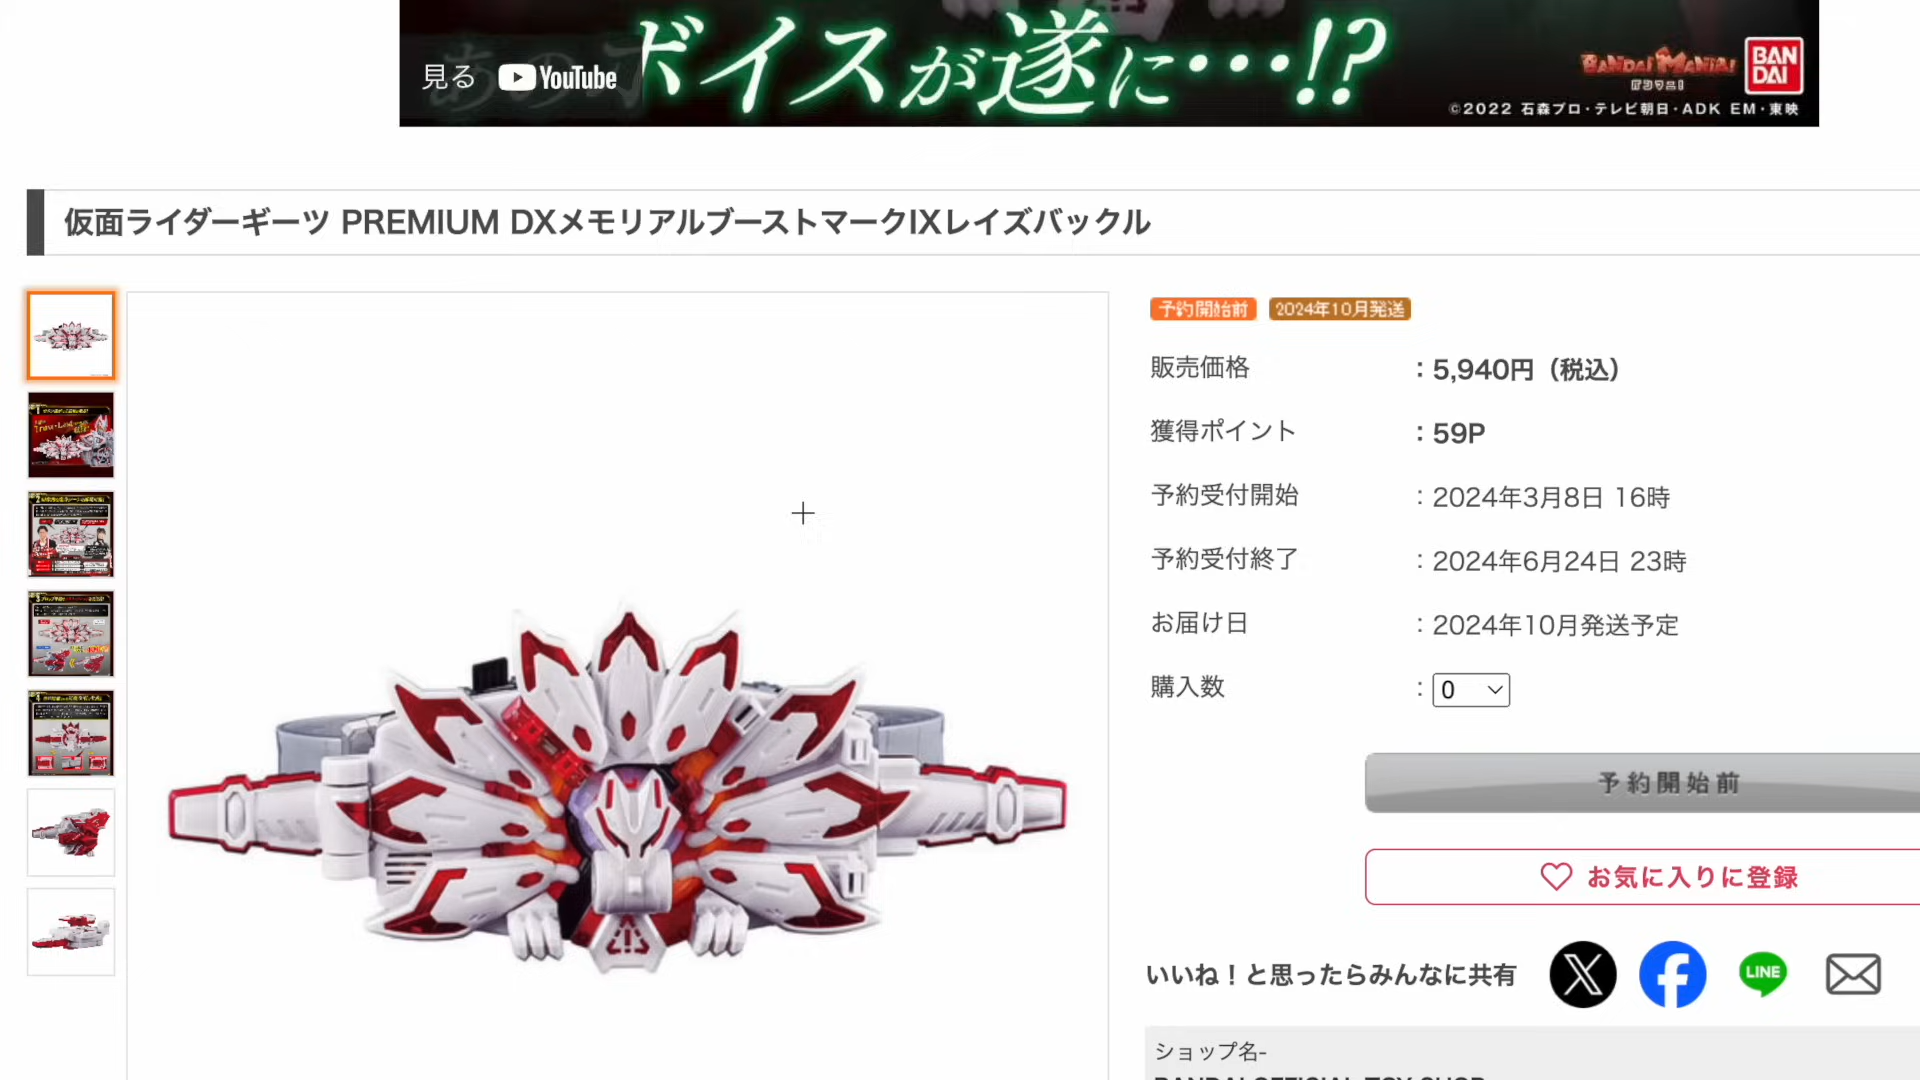 見る YouTube
ボイスが遂に・・・!?
BANDAI MANIA!
BAN
DAI
©2022 石森プロ・テレビ朝日・ADK EM・東映
仮面ライダーギーツ PREMIUM DXメモリアルブーストマークIXレイズバックル
予約開始前 2024年10月発送
販売価格 : 5,940円（税込）
獲得ポイント : 59P
予約受付開始 : 2024年3月8日 16時
予約受付終了 : 2024年6月24日 23時
お届け日 : 2024年10月発送予定
購入数 : 0
予約開始前
お気に入りに登録
いいね！と思ったらみんなに共有
LINE
ショップ名-
BANDAI OFFICIAL TOY SHOP